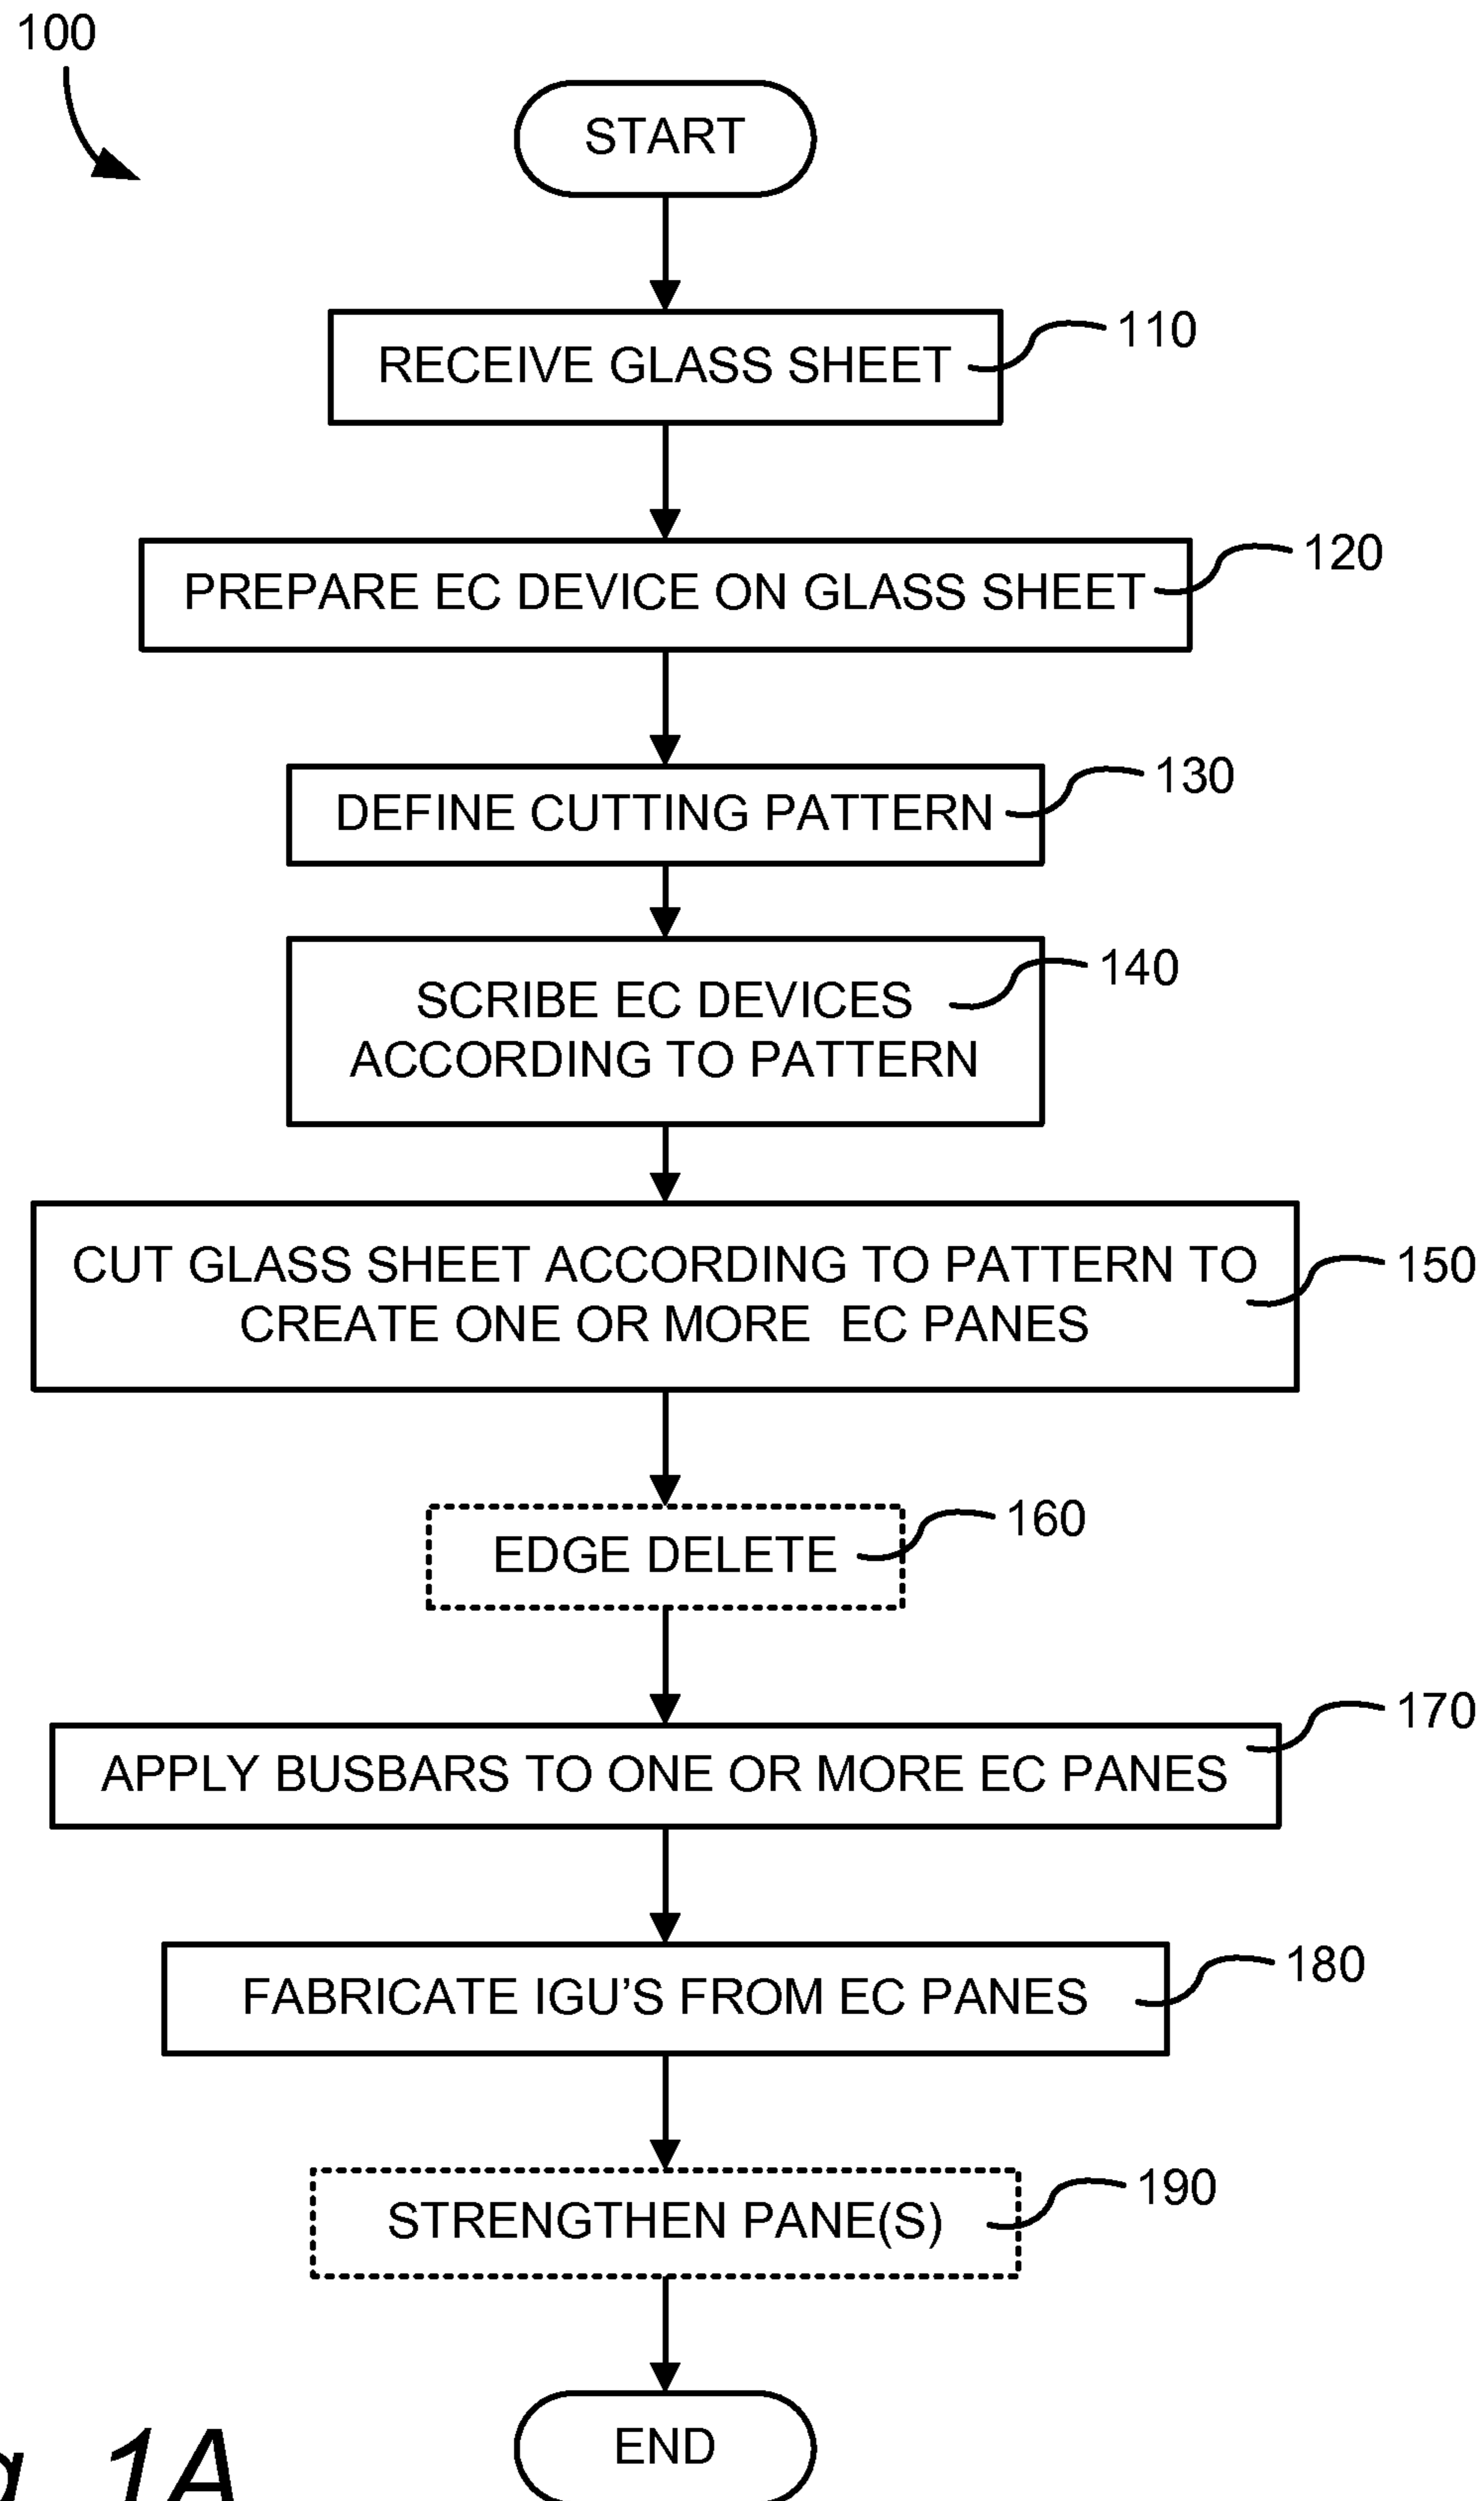 100
START
RECEIVE GLASS SHEET
110
PREPARE EC DEVICE ON GLASS SHEET
120
DEFINE CUTTING PATTERN
130
SCRIBE EC DEVICES
ACCORDING TO PATTERN
140
CUT GLASS SHEET ACCORDING TO PATTERN TO
CREATE ONE OR MORE EC PANES
150
EDGE DELETE
160
APPLY BUSBARS TO ONE OR MORE EC PANES
170
FABRICATE IGU’S FROM EC PANES
180
STRENGTHEN PANE(S)
190
END
1A